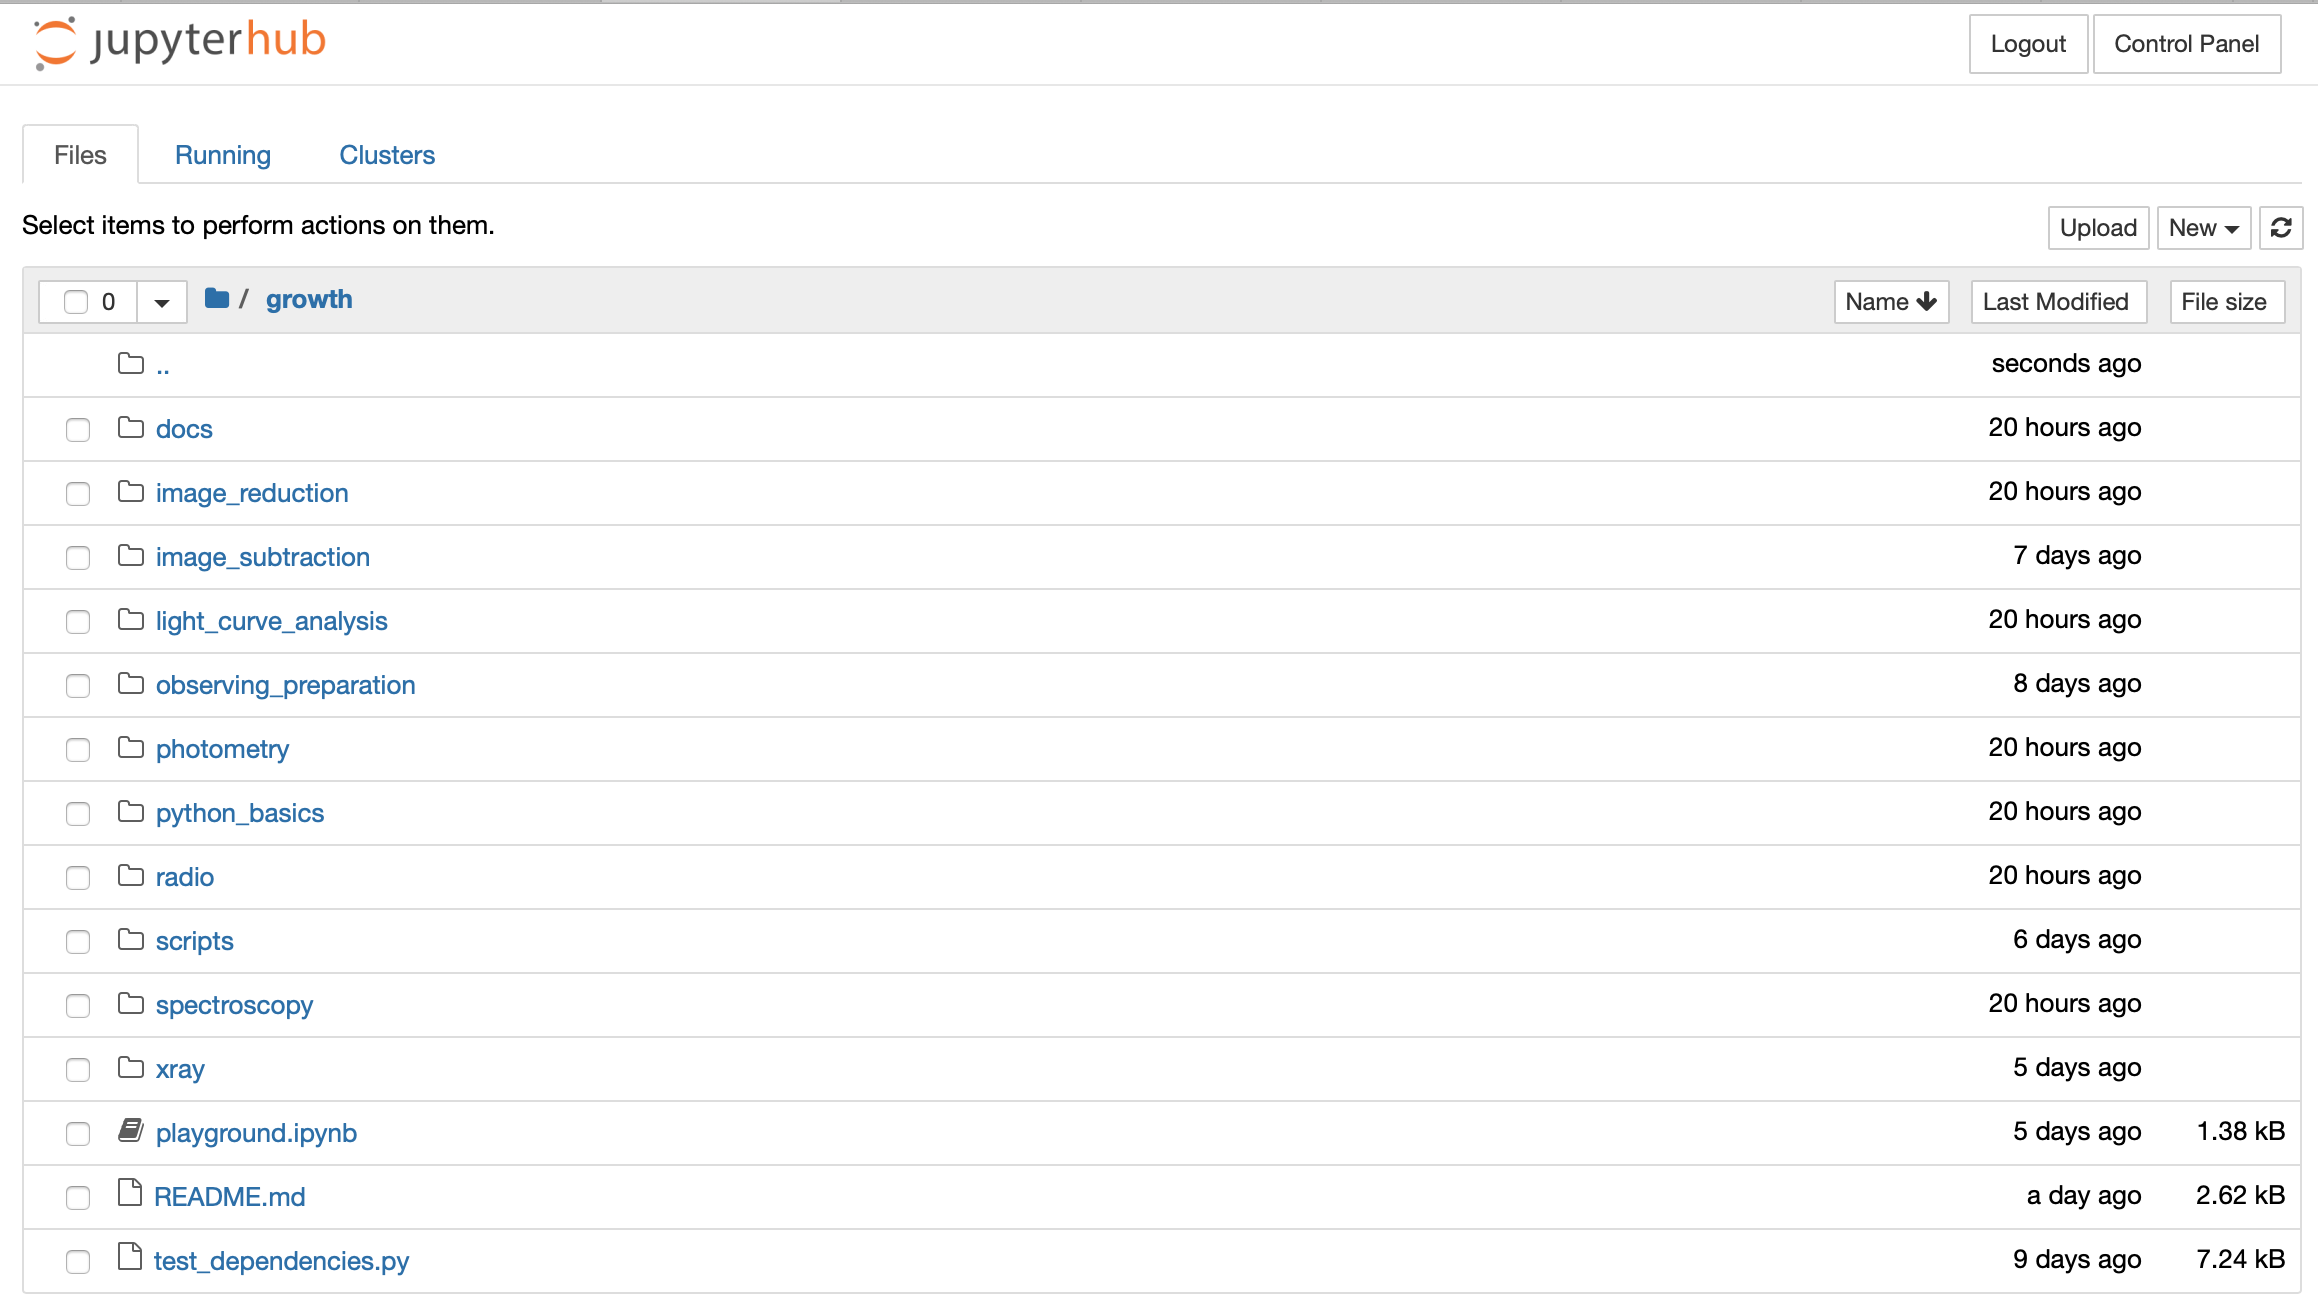 jupyterhub Logout Control Panel
Files Running Clusters
Select items to perform actions on them. Upload New
0 / growth Name Last Modified File size
.. seconds ago
docs 20 hours ago
image_reduction 20 hours ago
image_subtraction 7 days ago
light_curve_analysis 20 hours ago
observing_preparation 8 days ago
photometry 20 hours ago
python_basics 20 hours ago
radio 20 hours ago
scripts 6 days ago
spectroscopy 20 hours ago
xray 5 days ago
playground.ipynb 5 days ago 1.38 kB
README.md a day ago 2.62 kB
test_dependencies.py 9 days ago 7.24 kB